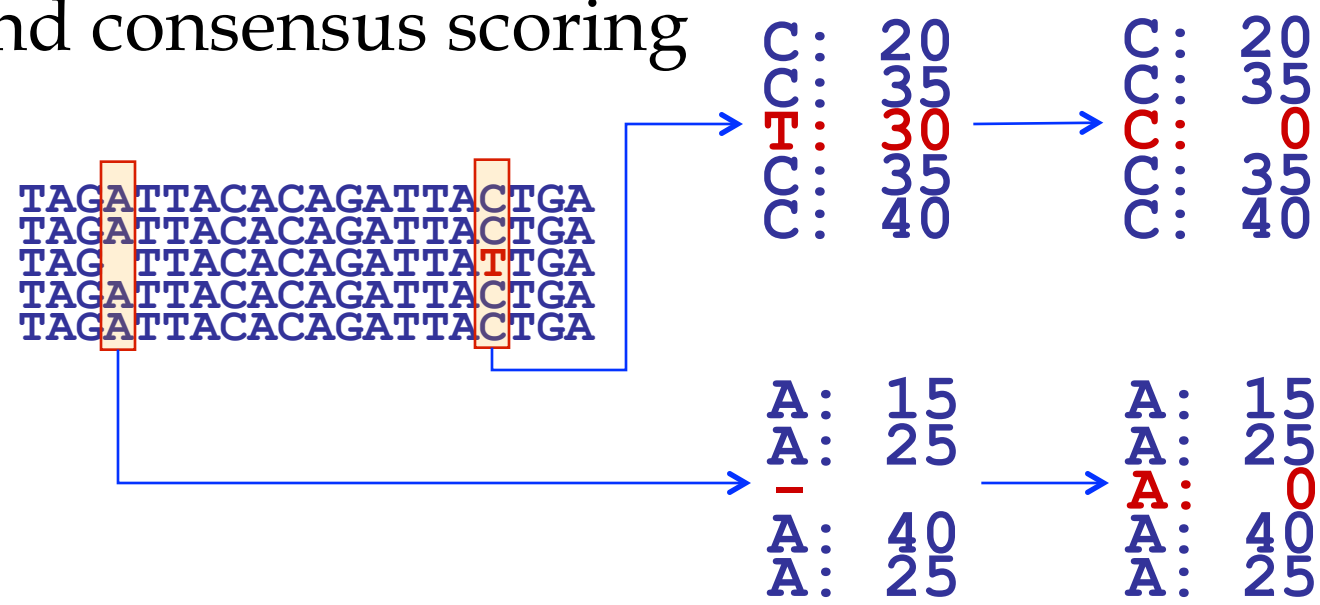 nd consensus scoring
TAGATTACACAGATTACTGA
TAGATTACACAGATTACTGA
TAG TTACACAGATTATTGA
TAGATTACACAGATTACTGA
TAGATTACACAGATTACTGA
C: 20
C: 35
T: 30
C: 35
C: 40
C: 20
C: 35
C: 0
C: 35
C: 40
A: 15
A: 25
-
A: 40
A: 25
A: 15
A: 25
A: 0
A: 40
A: 25